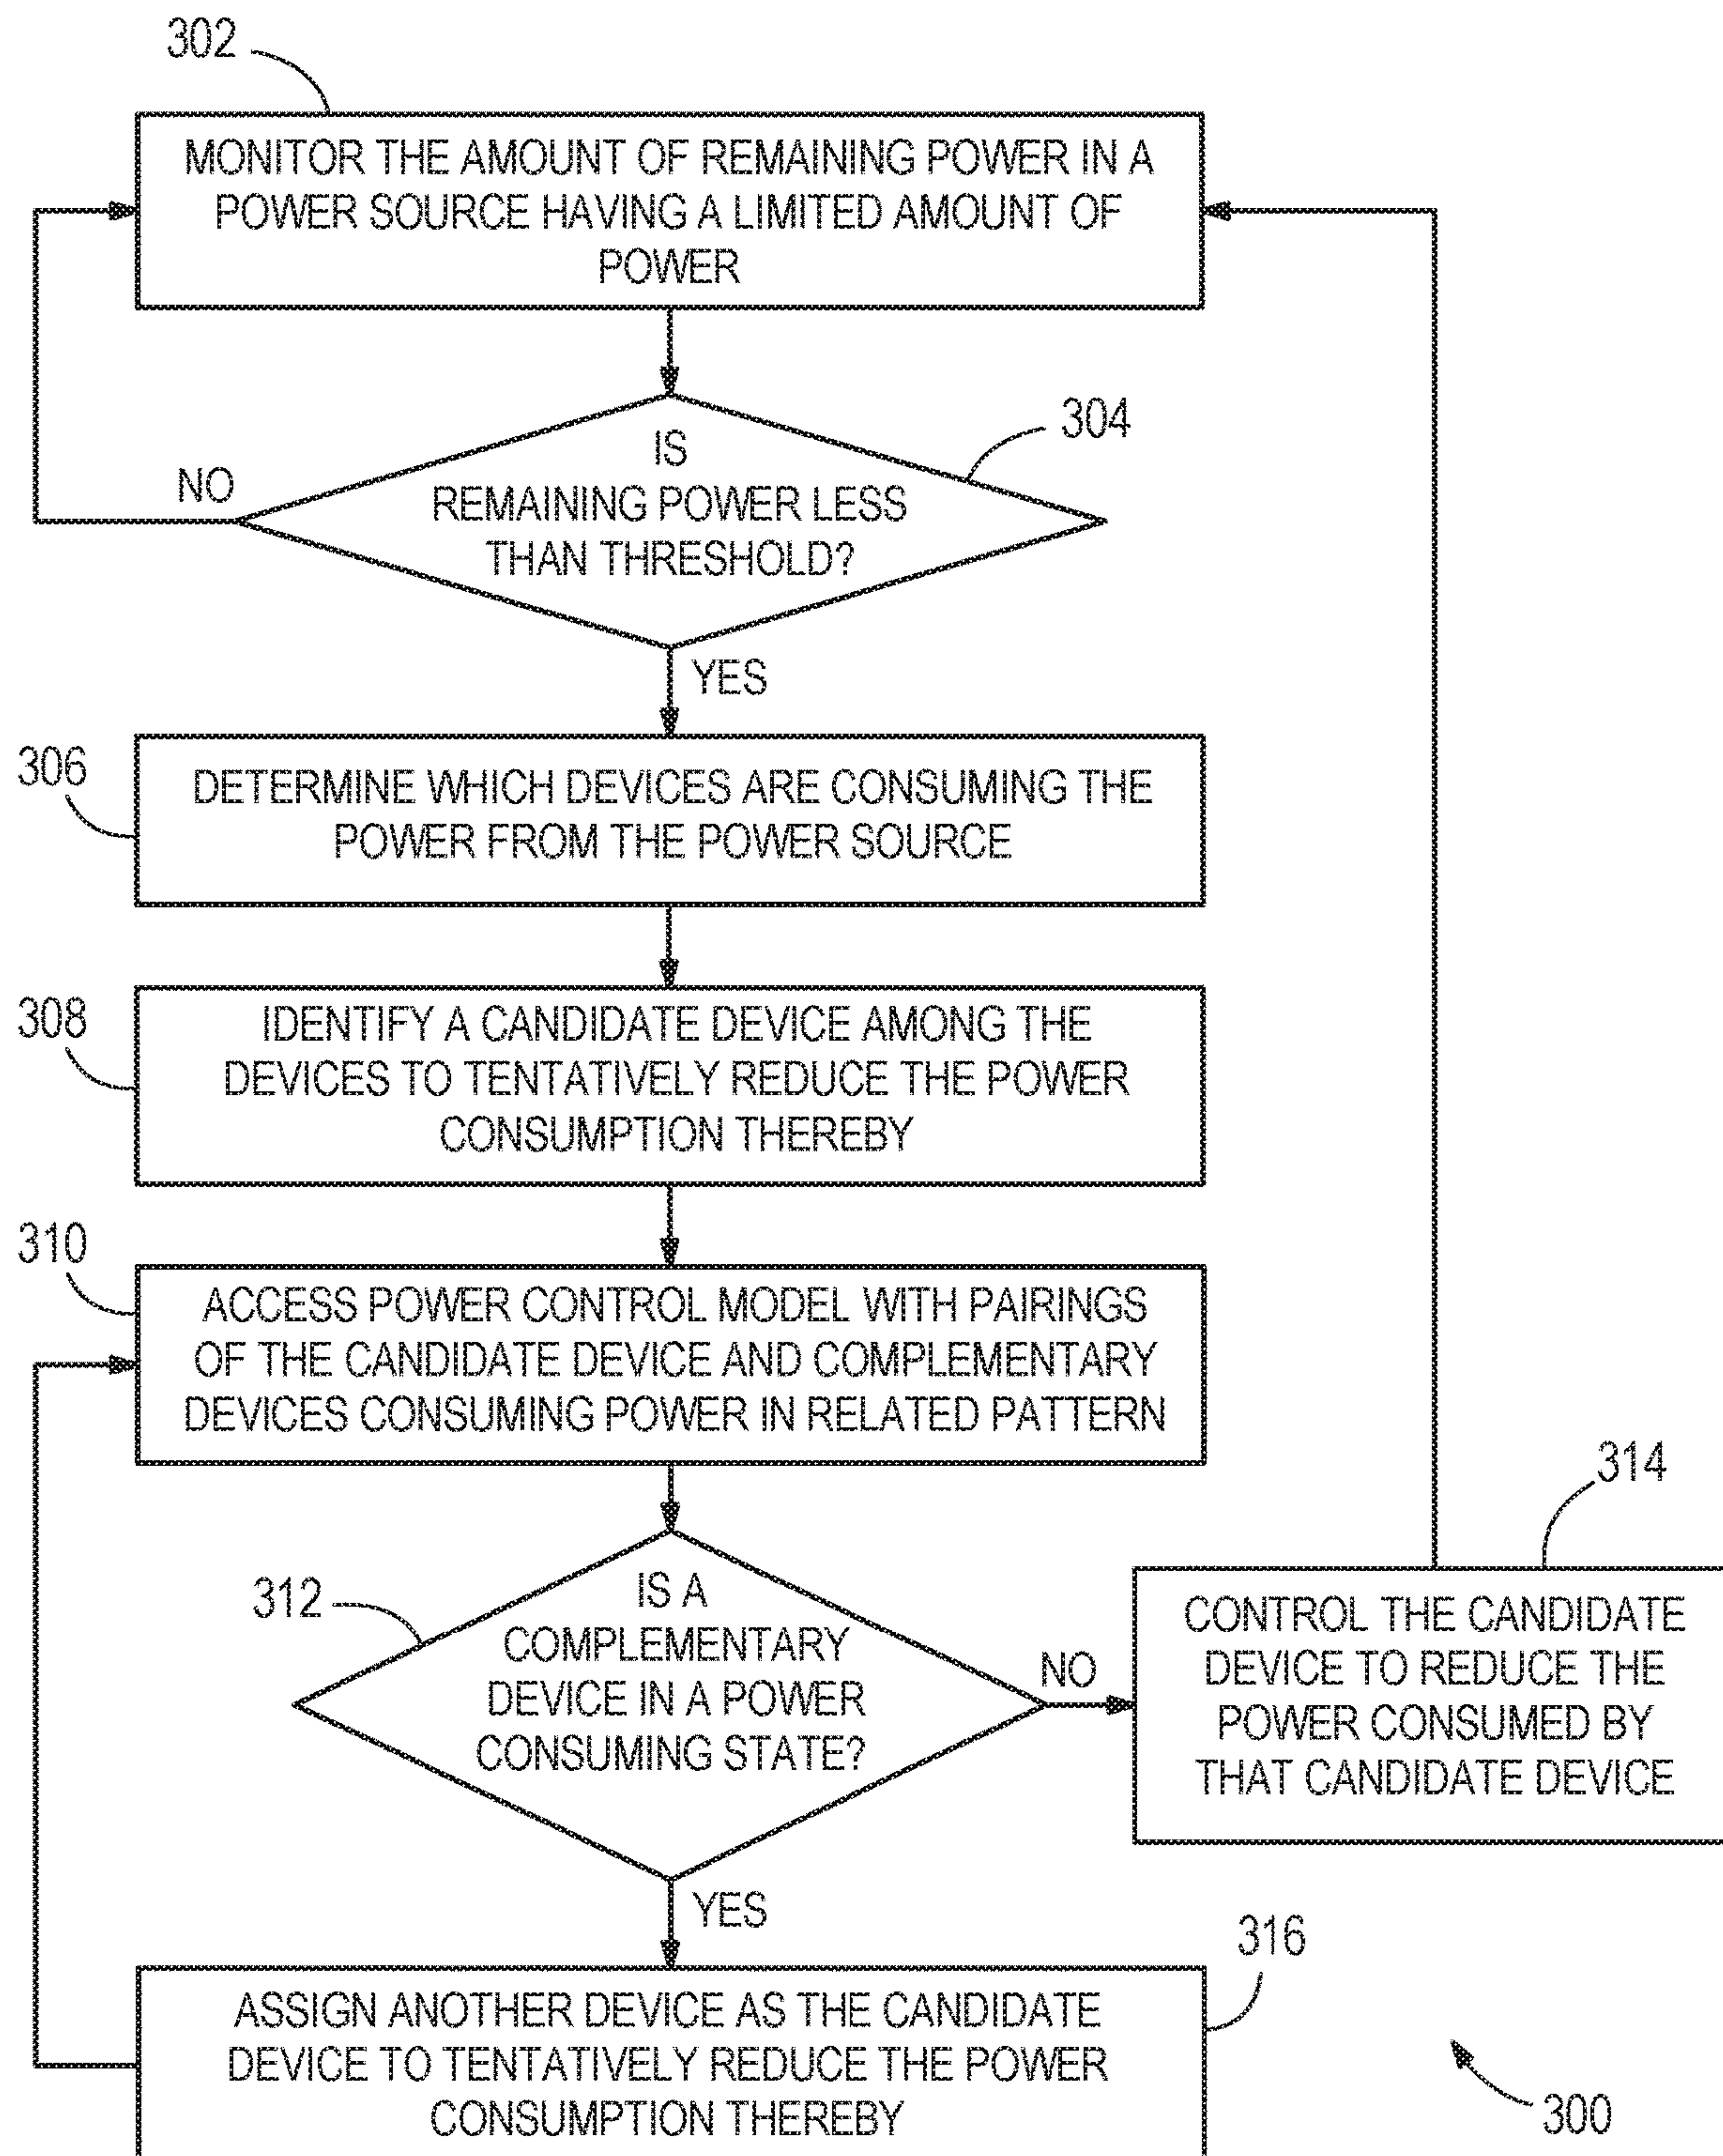 302
MONITOR THE AMOUNT OF REMAINING POWER IN A
POWER SOURCE HAVING A LIMITED AMOUNT OF
POWER
304
IS
REMAINING POWER LESS
THAN THRESHOLD?
NO
YES
306
DETERMINE WHICH DEVICES ARE CONSUMING THE
POWER FROM THE POWER SOURCE
308
IDENTIFY A CANDIDATE DEVICE AMONG THE
DEVICES TO TENTATIVELY REDUCE THE POWER
CONSUMPTION THEREBY
310
ACCESS POWER CONTROL MODEL WITH PAIRINGS
OF THE CANDIDATE DEVICE AND COMPLEMENTARY
DEVICES CONSUMING POWER IN RELATED PATTERN
312
IS A
COMPLEMENTARY
DEVICE IN A POWER
CONSUMING STATE?
NO
314
CONTROL THE CANDIDATE
DEVICE TO REDUCE THE
POWER CONSUMED BY
THAT CANDIDATE DEVICE
YES
316
ASSIGN ANOTHER DEVICE AS THE CANDIDATE
DEVICE TO TENTATIVELY REDUCE THE POWER
CONSUMPTION THEREBY
300